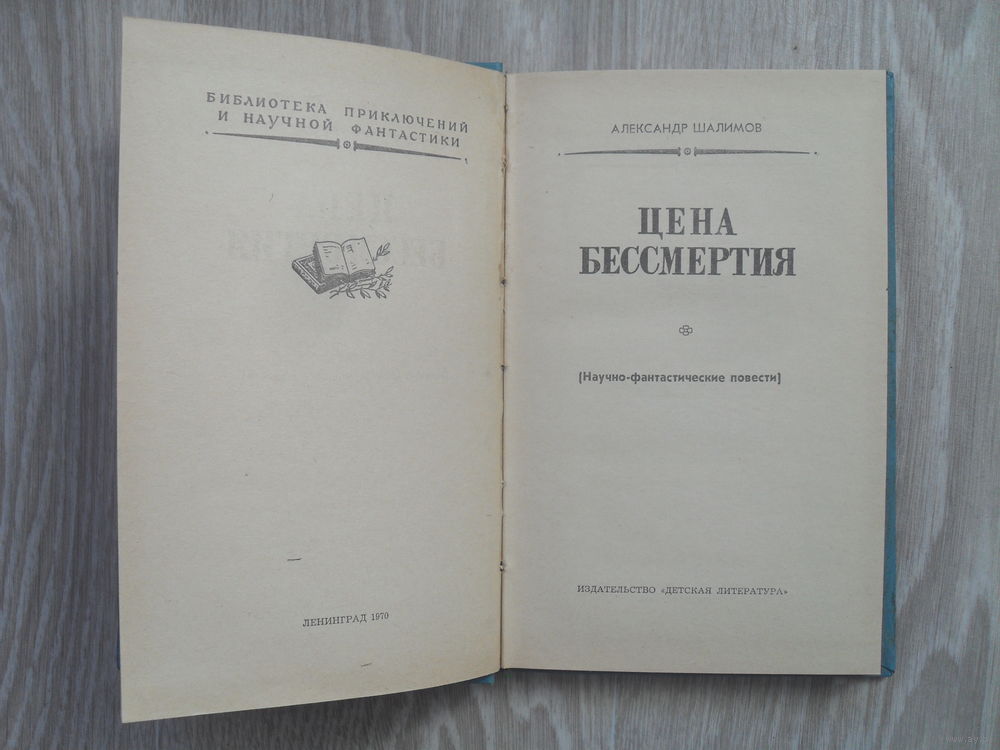 БИБЛИОТЕКА ПРИКЛЮЧЕНИЙ
И НАУЧНОЙ ФАНТАСТИКИ
ЛЕНИНГРАД 1970
АЛЕКСАНДР ШАЛИМОВ
ЦЕНА
БЕССМЕРТИЯ
(Научно-фантастические повести)
ИЗДАТЕЛЬСТВО «ДЕТСКАЯ ЛИТЕРАТУРА»